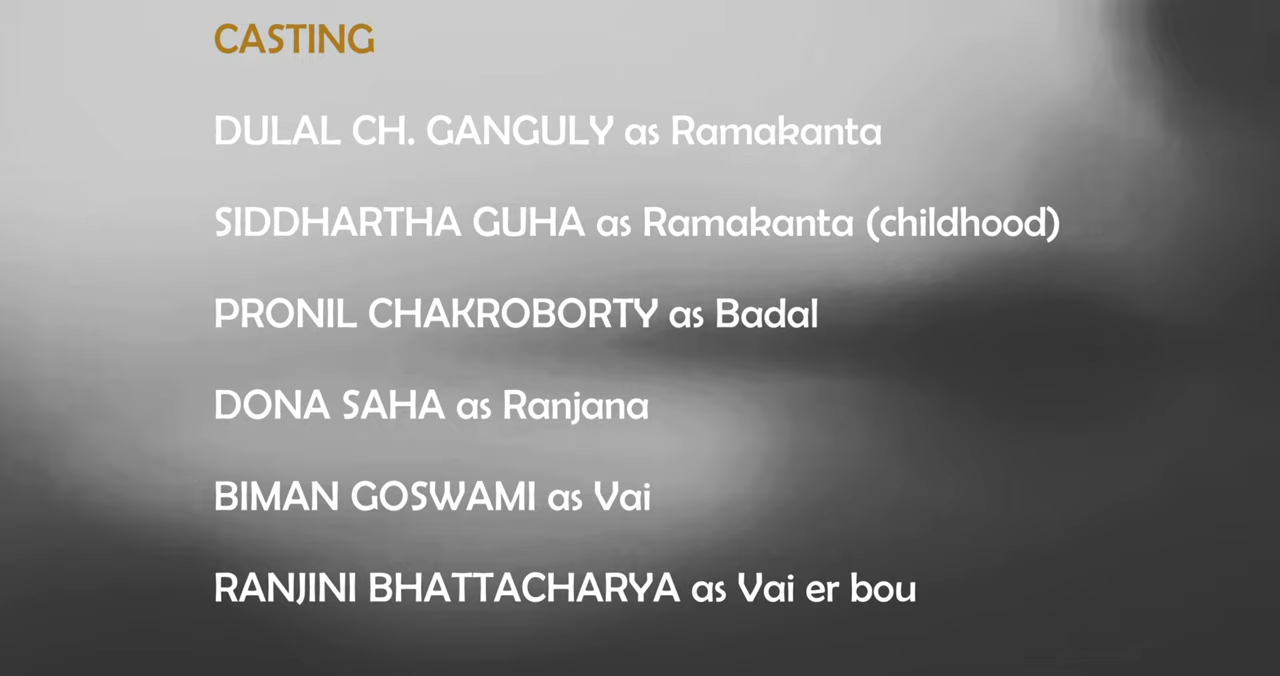 CASTING
DULAL CH. GANGULY as Ramakanta
SIDDHARTHA GUHA as Ramakanta (childhood)
PRONIL CHAKROBORTY as Badal
DONA SAHA as Ranjana
BIMAN GOSWAMI as Vai
RANJINI BHATTACHARYA as Vai er bou